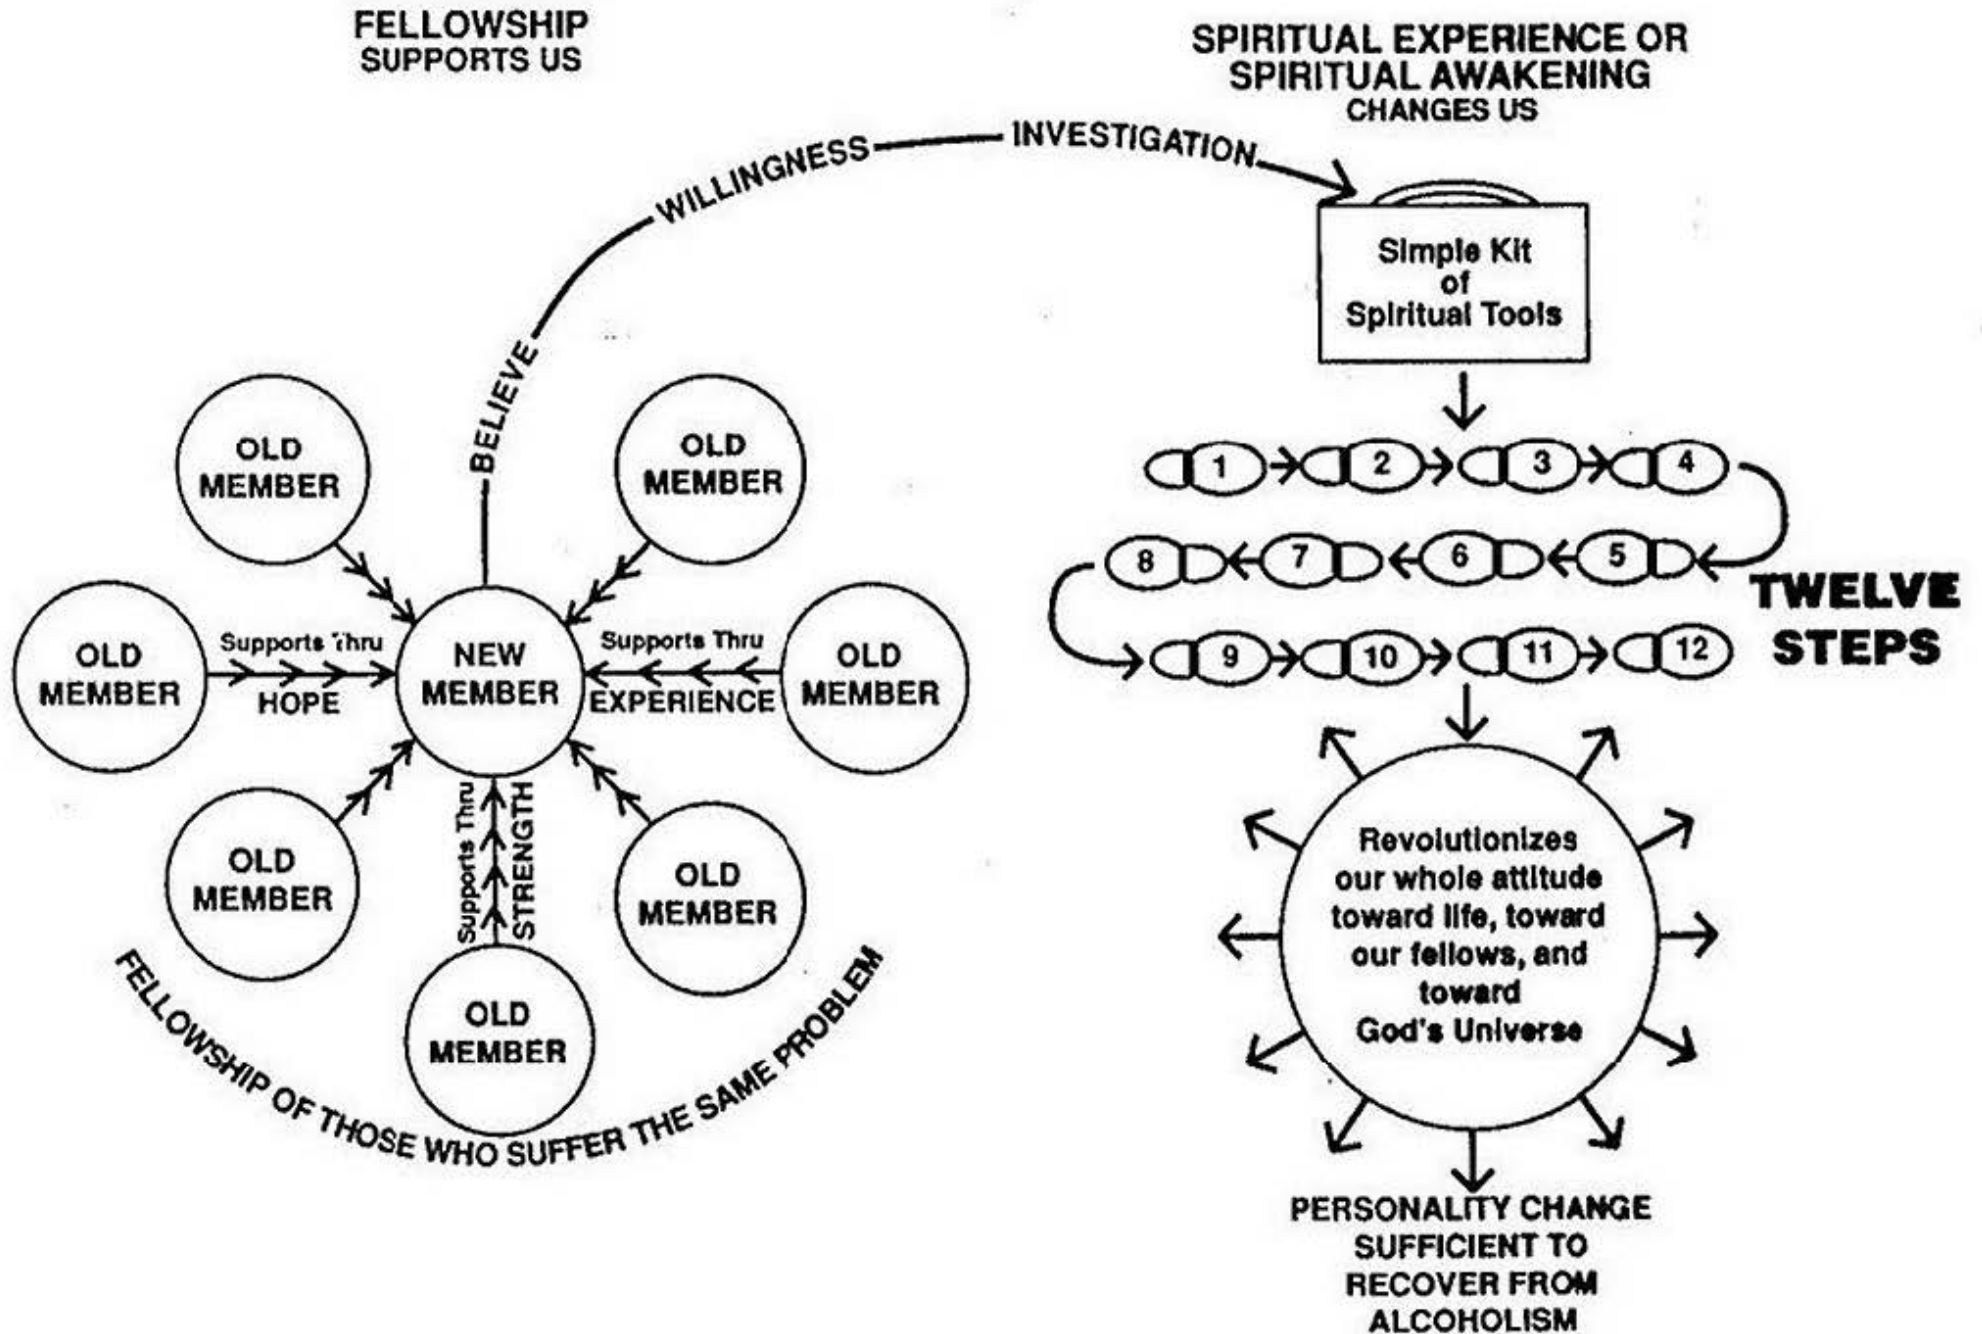 FELLOWSHIP
SUPPORTS US
SPIRITUAL EXPERIENCE OR
SPIRITUAL AWAKENING
CHANGES US
BELIEVE
WILLINGNESS
INVESTIGATION
Simple Kit
of
Spiritual Tools
OLD
MEMBER
OLD
MEMBER
OLD
MEMBER
Supports Thru
HOPE
NEW
MEMBER
Supports Thru
EXPERIENCE
OLD
MEMBER
OLD
MEMBER
Supports Thru
STRENGTH
OLD
MEMBER
OLD
MEMBER
FELLOWSHIP OF THOSE WHO SUFFER THE SAME PROBLEM
1 2 3 4
8 7 6 5
9 10 11 12
TWELVE
STEPS
Revolutionizes
our whole attitude
toward life, toward
our fellows, and
toward
God's Universe
PERSONALITY CHANGE
SUFFICIENT TO
RECOVER FROM
ALCOHOLISM